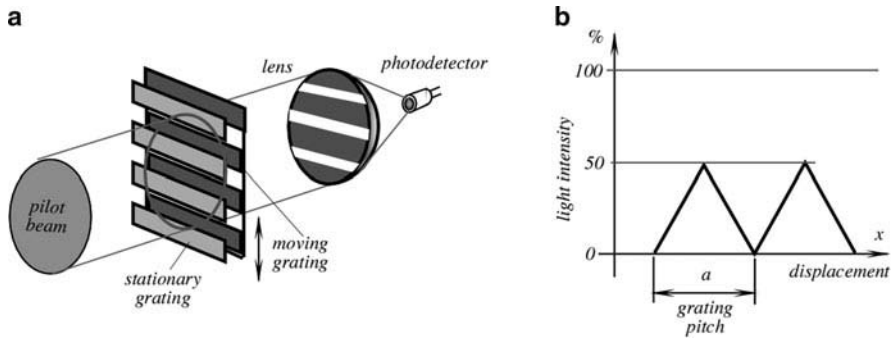 a
lens
photodetector
pilot
beam
moving
grating
stationary
grating
b
%
100
light intensity
50
0
x
displacement
a
grating
pitch